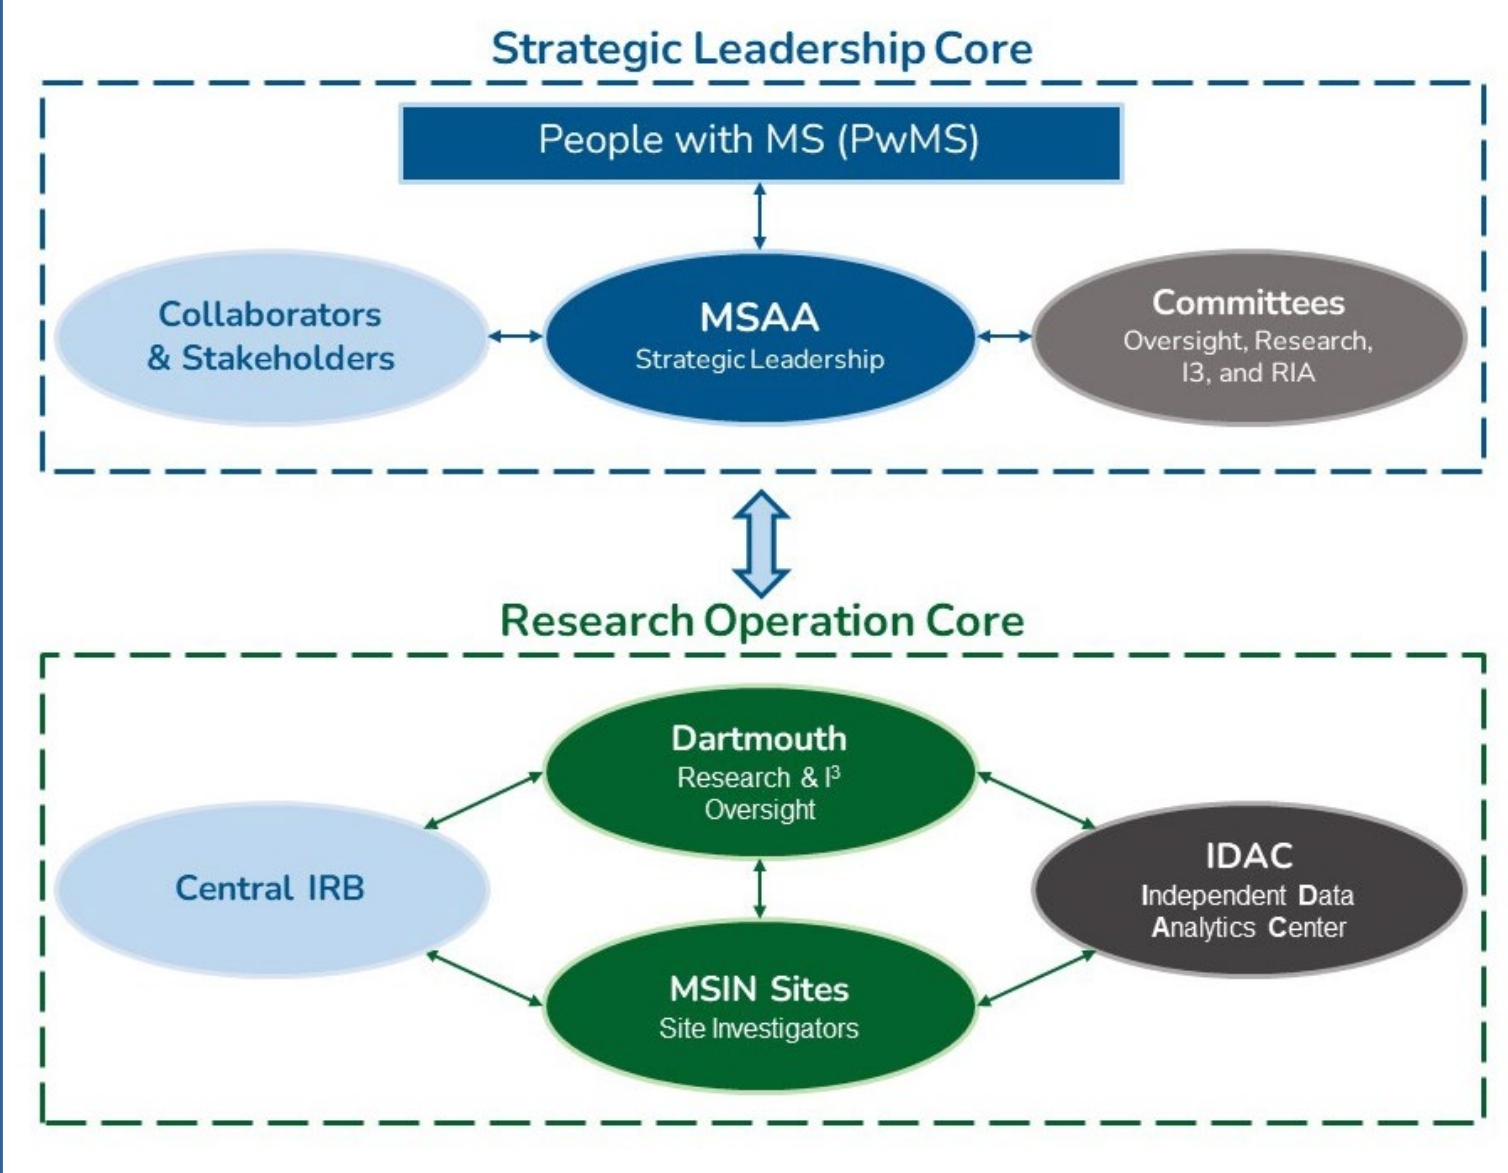 Strategic Leadership Core
People with MS (PwMS)
Collaborators
& Stakeholders
MSAA
Strategic Leadership
Committees
Oversight, Research,
I3, and RIA
Research Operation Core
Dartmouth
Research & I³
Oversight
Central IRB
IDAC
Independent Data
Analytics Center
MSIN Sites
Site Investigators